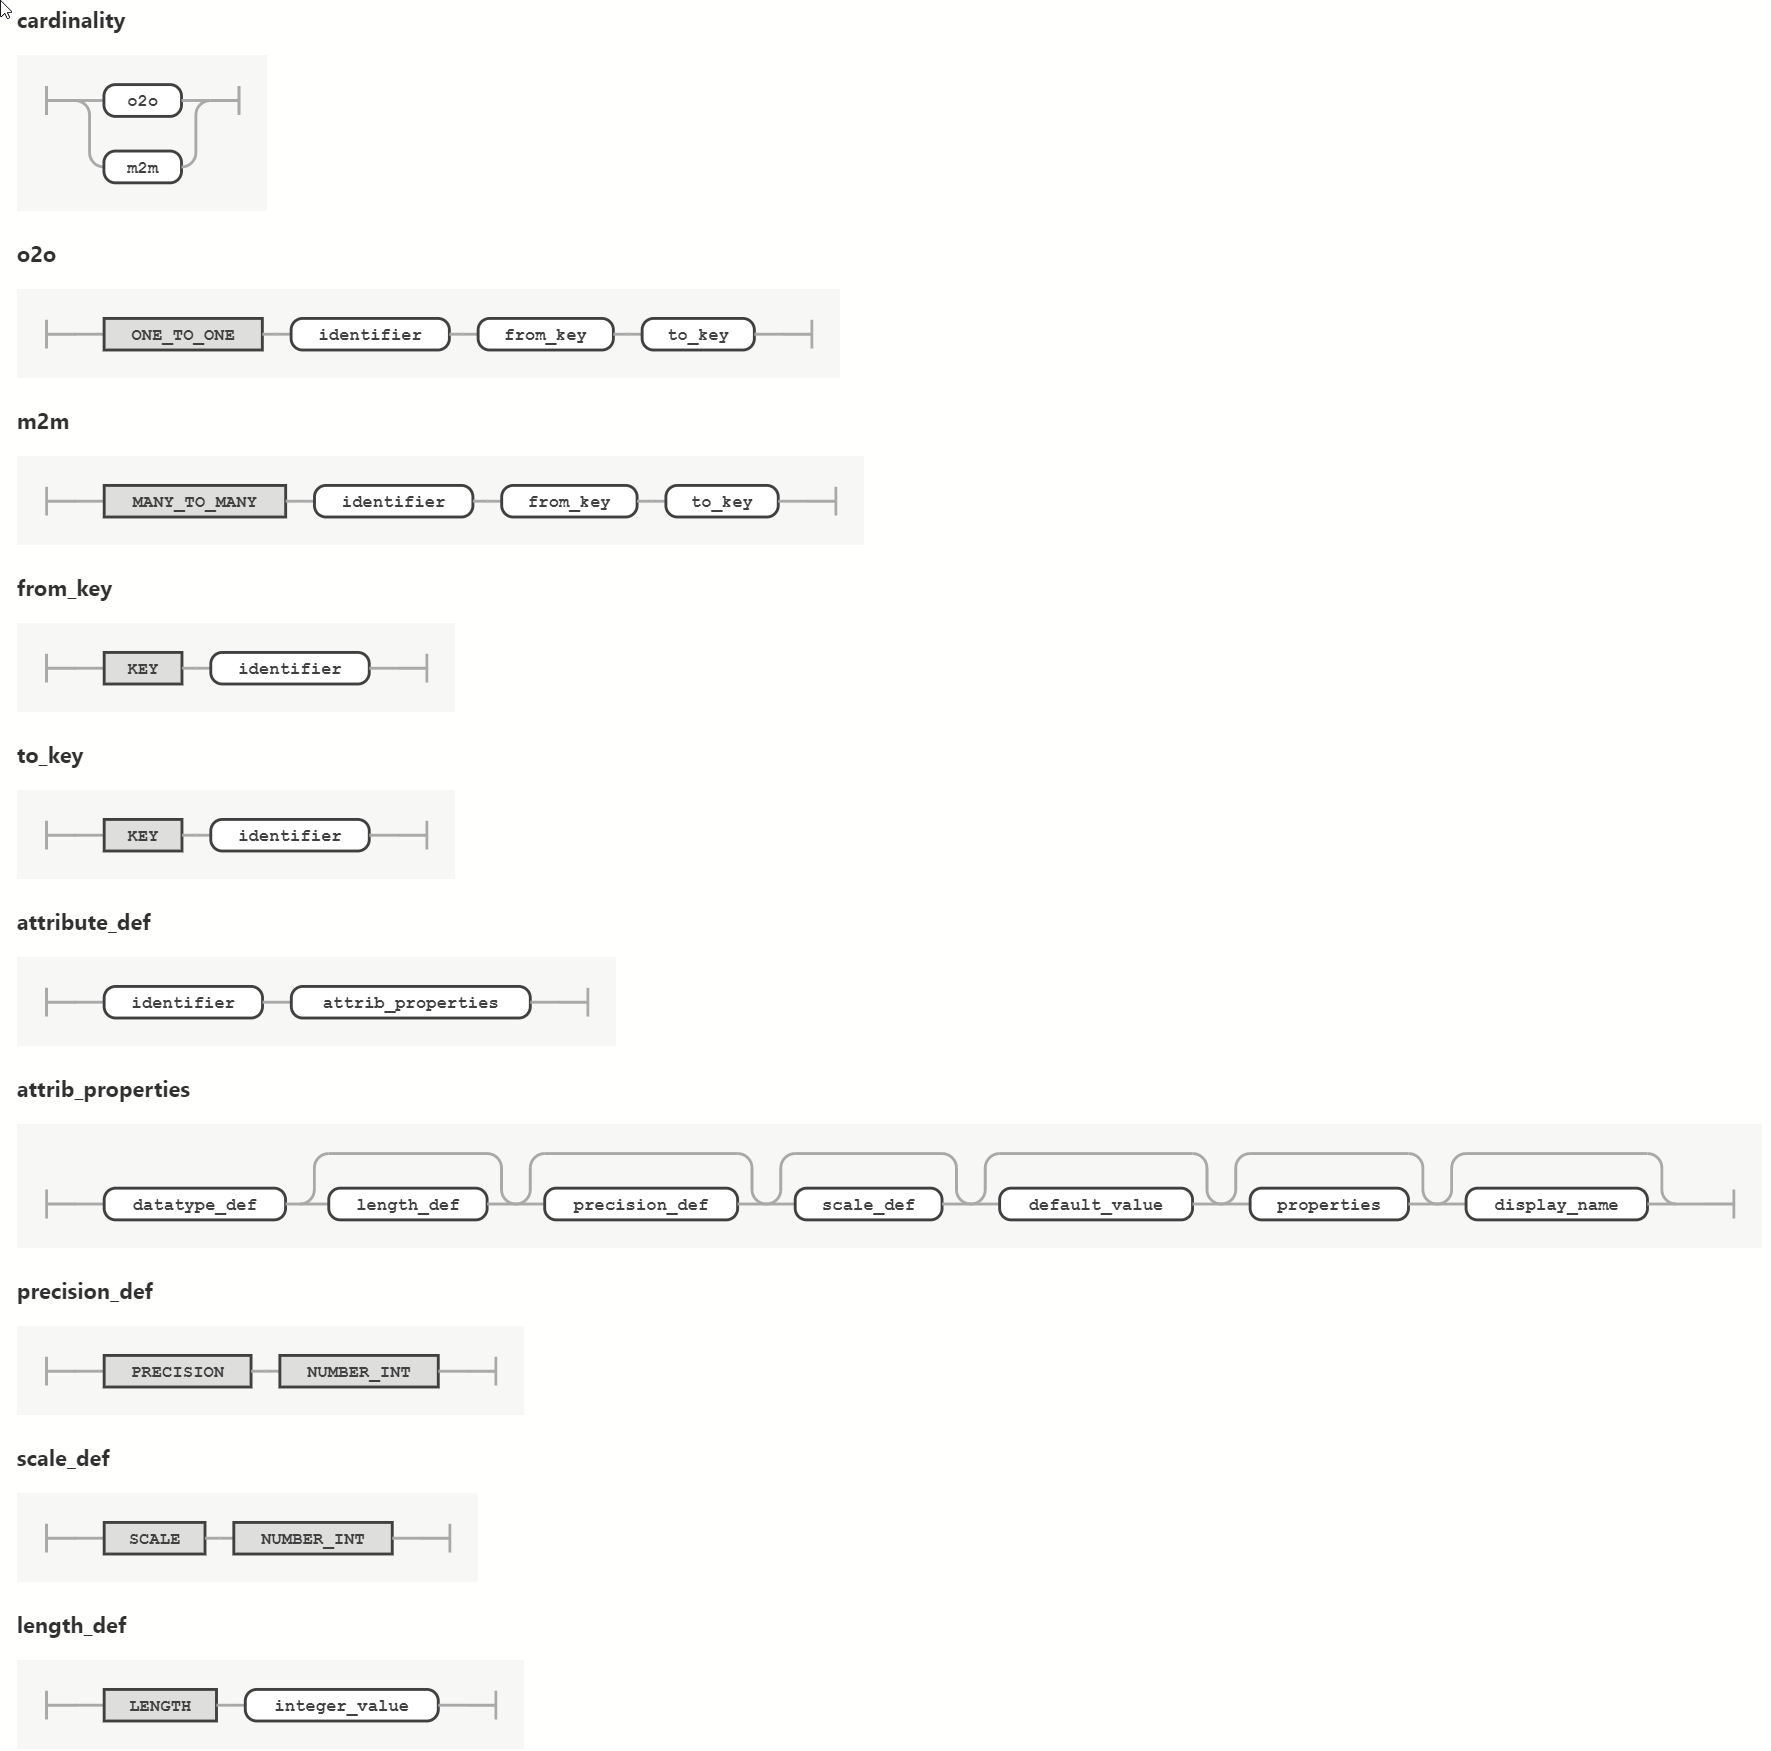 cardinality
o2o
m2m
o2o
ONE_TO_ONE identifier from_key to_key
m2m
MANY_TO_MANY identifier from_key to_key
from_key
KEY identifier
to_key
KEY identifier
attribute_def
identifier attrib_properties
attrib_properties
datatype_def length_def precision_def scale_def default_value properties display_name
precision_def
PRECISION NUMBER_INT
scale_def
SCALE NUMBER_INT
length_def
LENGTH integer_value